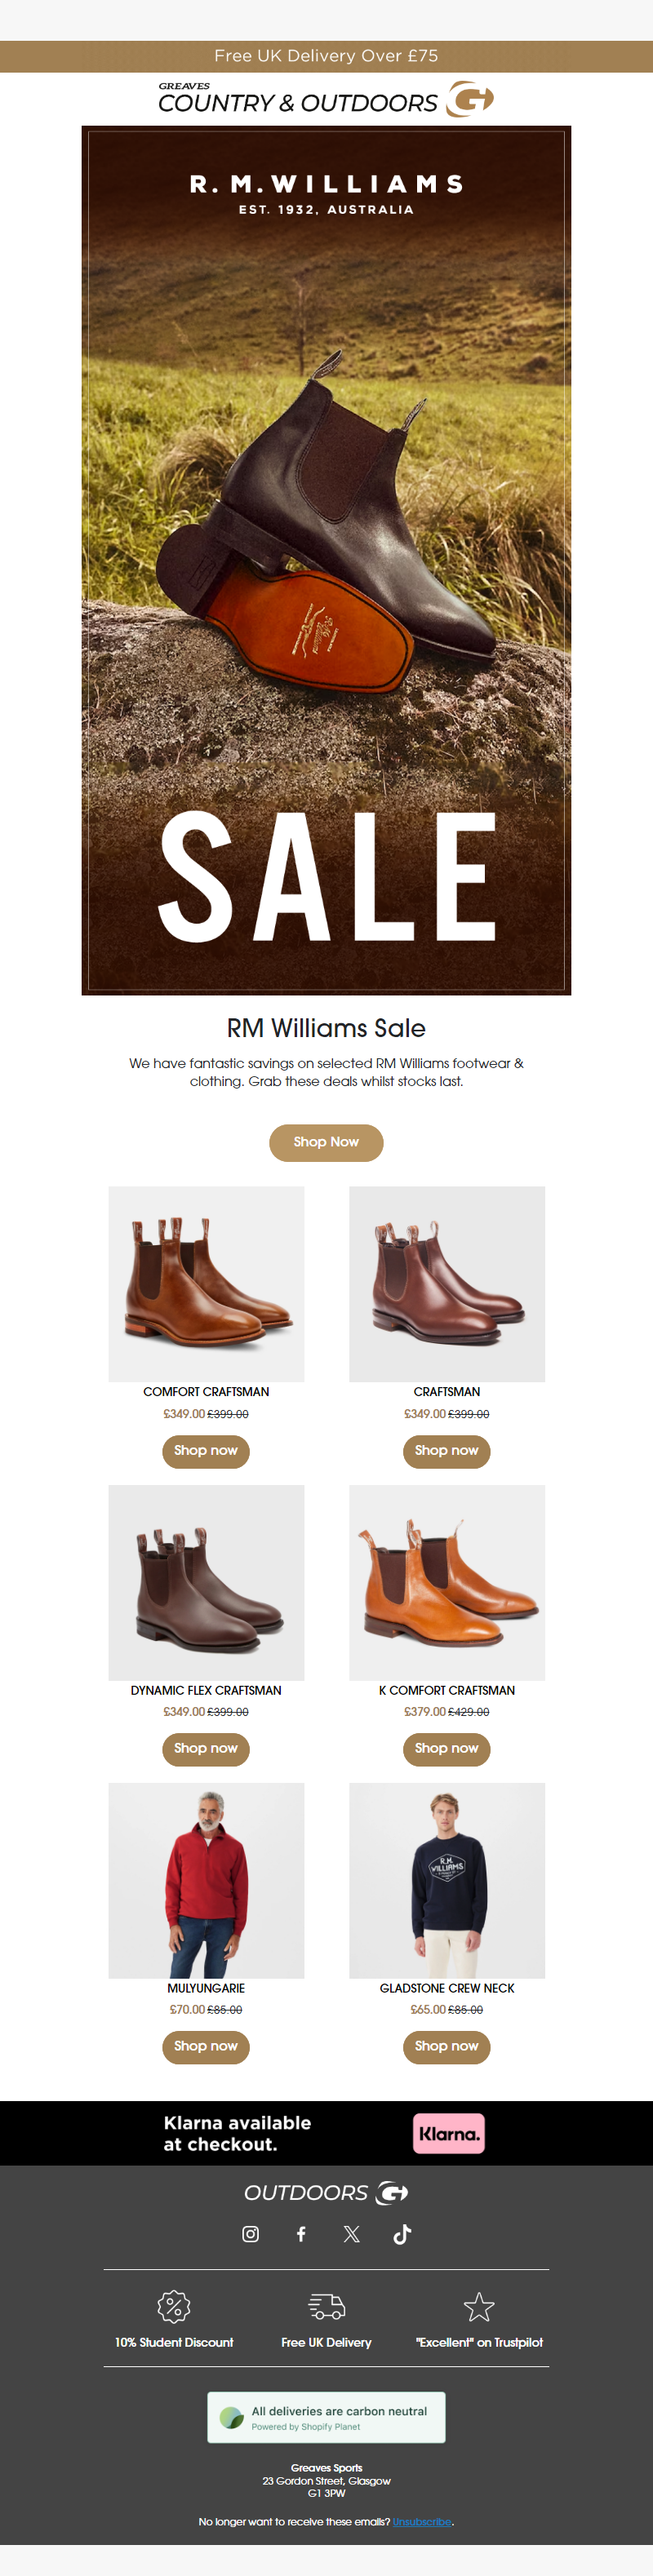 Free UK Delivery Over £75
GREAVES
COUNTRY & OUTDOORS
R. M. WILLIAMS
EST. 1932, AUSTRALIA
SALE
RM Williams Sale
We have fantastic savings on selected RM Williams footwear &
clothing. Grab these deals whilst stocks last.
Shop Now
COMFORT CRAFTSMAN
£349.00 £399.00
Shop now
CRAFTSMAN
£349.00 £399.00
Shop now
DYNAMIC FLEX CRAFTSMAN
£349.00 £399.00
Shop now
K COMFORT CRAFTSMAN
£379.00 £429.00
Shop now
R.M.
WILLIAMS
MULYUNGARIE
£70.00 £85.00
Shop now
GLADSTONE CREW NECK
£65.00 £85.00
Shop now
Klarna available
at checkout.
Klarna.
OUTDOORS
10% Student Discount
Free UK Delivery
"Excellent" on Trustpilot
All deliveries are carbon neutral
Powered by Shopify Planet
Greaves Sports
23 Gordon Street, Glasgow
G1 3PW
No longer want to receive these emails? Unsubscribe.